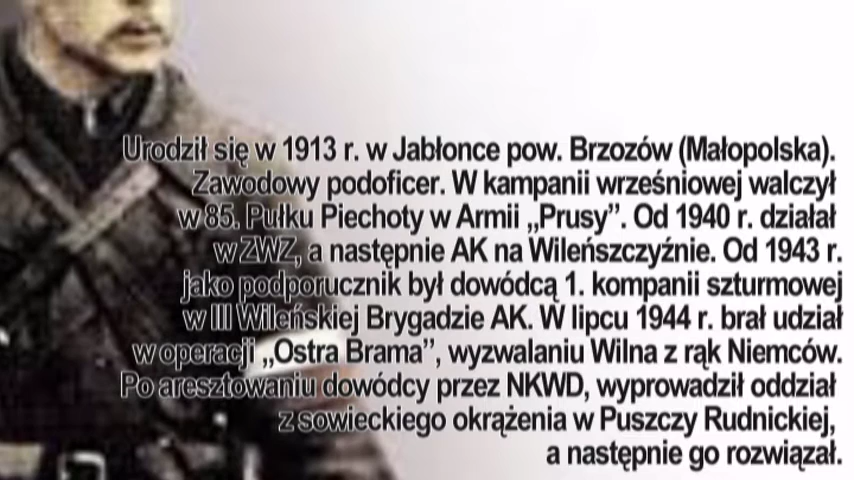 Urodził się w 1913 r. w Jabłonce pow. Brzozów (Małopolska).
Zawodowy podoficer. W kampanii wrześniowej walczył
w 85. Pułku Piechoty w Armii „Prusy”. Od 1940 r. działał
w ZWZ, a następnie AK na Wileńszczyźnie. Od 1943 r.
jako podporucznik był dowódcą 1. kompanii szturmowej
w III Wileńskiej Brygadzie AK. W lipcu 1944 r. brał udział
w operacji „Ostra Brama”, wyzwalaniu Wilna z rąk Niemców.
Po aresztowaniu dowódcy przez NKWD, wyprowadził oddział
z sowieckiego okrążenia w Puszczy Rudnickiej,
a następnie go rozwiązał.